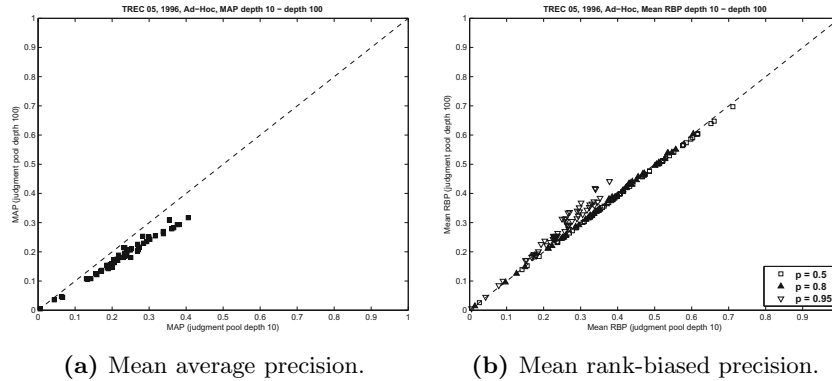 TREC 05, 1996, Ad-Hoc, MAP depth 10 − depth 100
1
0.9
0.8
0.7
0.6
0.5
0.4
0.3
0.2
0.1
0
MAP (judgment pool depth 100)
0 0.1 0.2 0.3 0.4 0.5 0.6 0.7 0.8 0.9 1
MAP (judgment pool depth 10)
(a) Mean average precision.
TREC 05, 1996, Ad-Hoc, Mean RBP depth 10 − depth 100
1
0.9
0.8
0.7
0.6
0.5
0.4
0.3
0.2
0.1
0
Mean RBP (judgment pool depth 100)
p = 0.5
p = 0.8
p = 0.95
0 0.1 0.2 0.3 0.4 0.5 0.6 0.7 0.8 0.9 1
Mean RBP (judgment pool depth 10)
(b) Mean rank-biased precision.